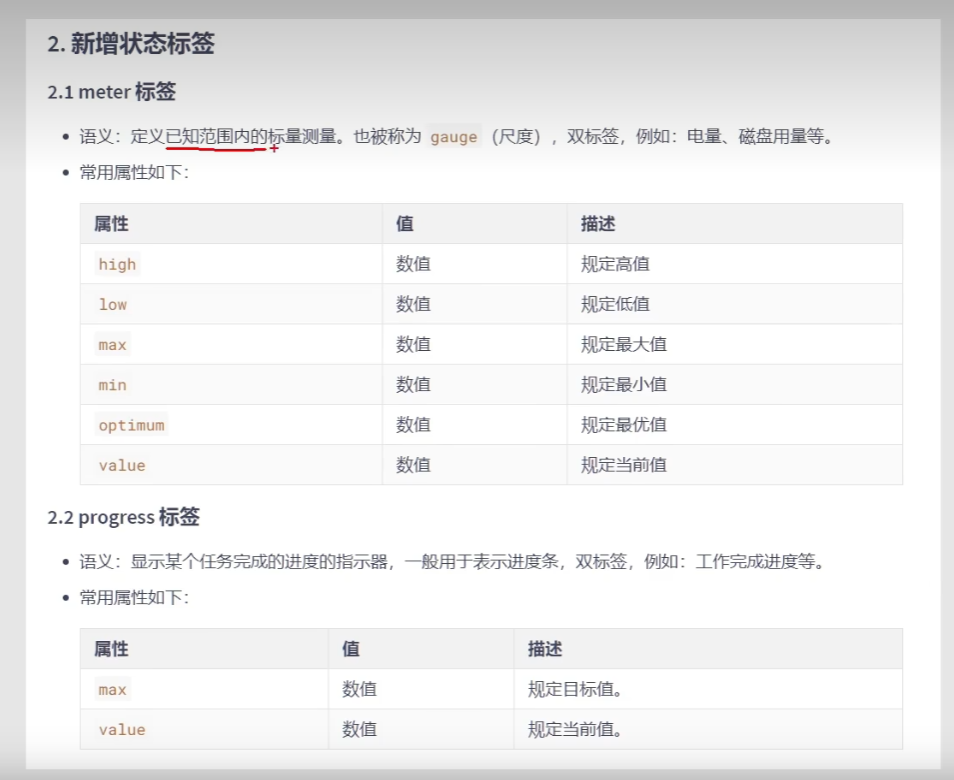 2. 新增状态标签
2.1 meter 标签
• 语义：定义已知范围内的标量测量。也被称为 gauge（尺度），双标签，例如：电量、磁盘用量等。
• 常用属性如下：
属性 值 描述
high 数值 规定高值
low 数值 规定低值
max 数值 规定最大值
min 数值 规定最小值
optimum 数值 规定最优值
value 数值 规定当前值
2.2 progress 标签
• 语义：显示某个任务完成的进度的指示器，一般用于表示进度条，双标签，例如：工作完成进度等。
• 常用属性如下：
属性 值 描述
max 数值 规定目标值。
value 数值 规定当前值。